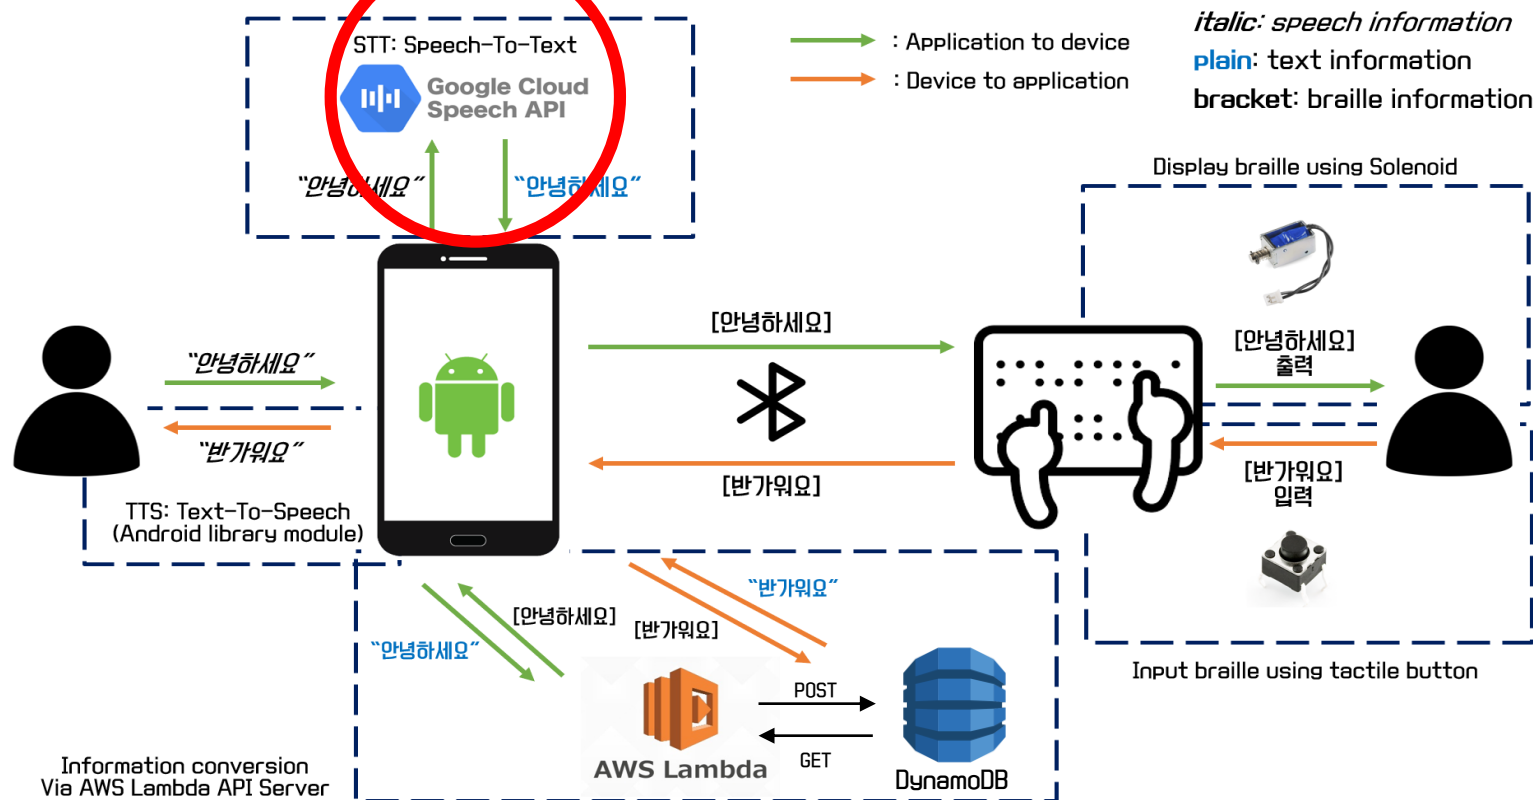 STT: Speech-To-Text
Google Cloud
Speech API
“안녕하세요”
“안녕하세요”
: Application to device
: Device to application
italic: speech information
plain: text information
bracket: braille information
Display braille using Solenoid
“안녕하세요”
“반가워요”
TTS: Text-To-Speech
(Android library module)
[안녕하세요]
[반가워요]
[안녕하세요]
출력
[반가워요]
입력
Input braille using tactile button
“안녕하세요”
[안녕하세요]
[반가워요]
“반가워요”
AWS Lambda
POST
GET
DynamoDB
Information conversion
Via AWS Lambda API Server